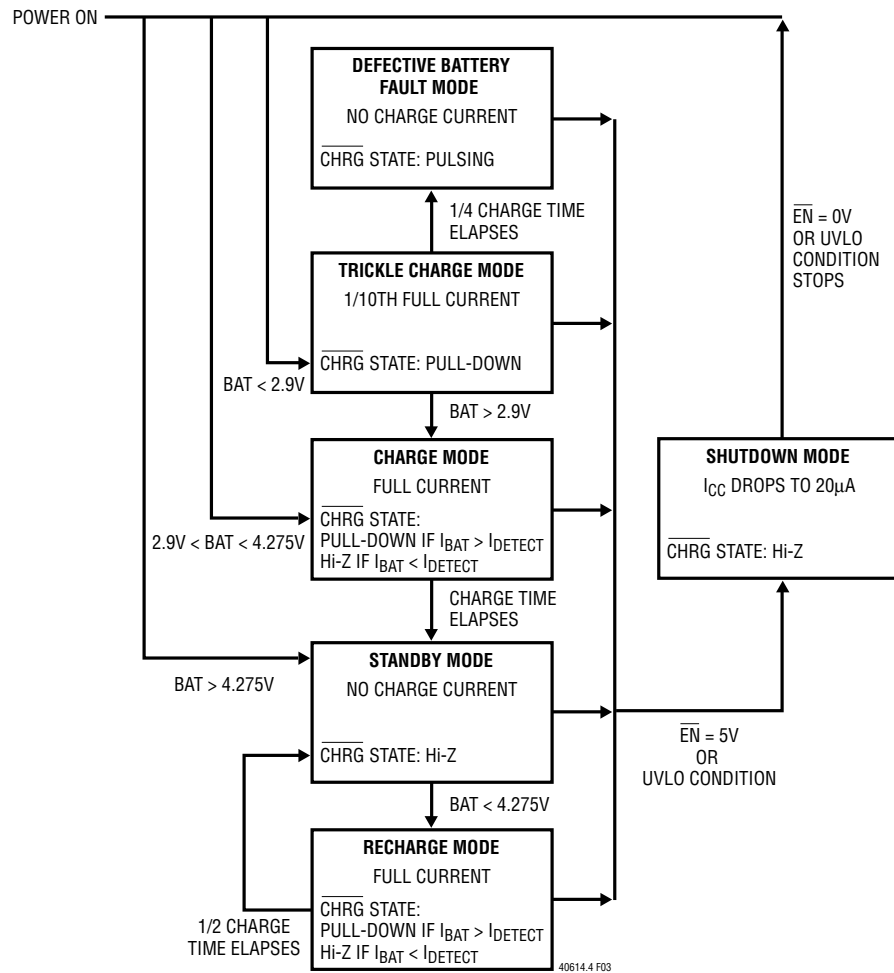 POWER ON
DEFECTIVE BATTERY
FAULT MODE
NO CHARGE CURRENT
CHRG STATE: PULSING
1/4 CHARGE TIME
ELAPSES
EN = 0V
OR UVLO
CONDITION
STOPS
TRICKLE CHARGE MODE
1/10TH FULL CURRENT
CHRG STATE: PULL-DOWN
BAT < 2.9V
BAT > 2.9V
CHARGE MODE
FULL CURRENT
CHRG STATE:
PULL-DOWN IF IBAT > IDETECT
Hi-Z IF IBAT < IDETECT
2.9V < BAT < 4.275V
SHUTDOWN MODE
ICC DROPS TO 20µA
CHRG STATE: Hi-Z
CHARGE TIME
ELAPSES
STANDBY MODE
NO CHARGE CURRENT
CHRG STATE: Hi-Z
BAT > 4.275V
EN = 5V
OR
UVLO CONDITION
BAT < 4.275V
RECHARGE MODE
FULL CURRENT
CHRG STATE:
PULL-DOWN IF IBAT > IDETECT
Hi-Z IF IBAT < IDETECT
1/2 CHARGE
TIME ELAPSES
40614.4 F03